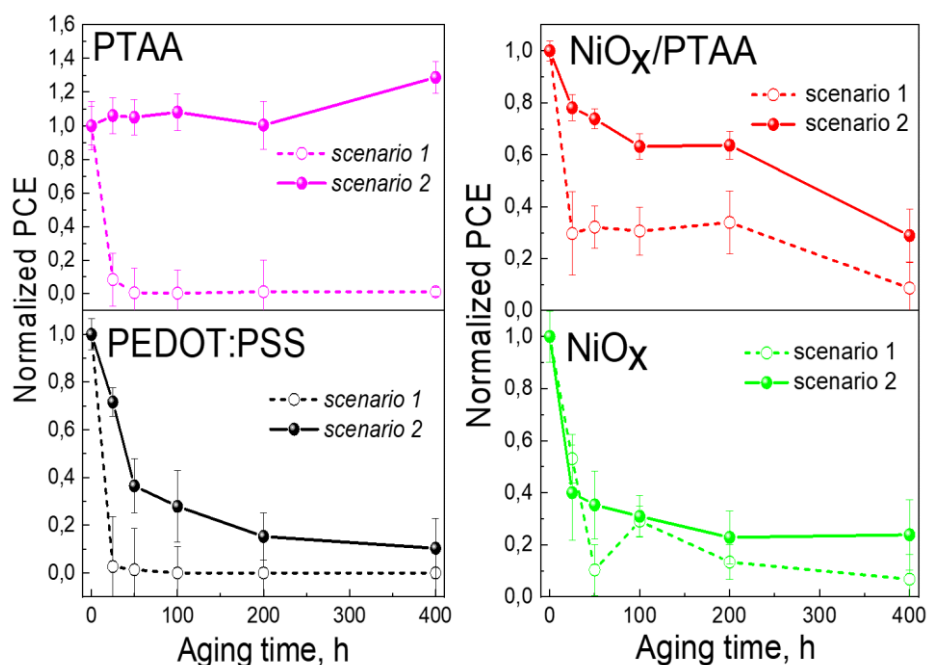 PTAA
1,6
1,4
1,2
1,0
0,8
0,6
0,4
0,2
0,0
scenario 1
scenario 2
Normalized PCE
PEDOT:PSS
1,0
0,8
0,6
0,4
0,2
0,0
scenario 1
scenario 2
0 100 200 300 400
Aging time, h
NiOx/PTAA
1,0
0,8
0,6
0,4
0,2
0,0
scenario 1
scenario 2
Normalized PCE
NiOx
1,0
0,8
0,6
0,4
0,2
0,0
scenario 1
scenario 2
0 100 200 300 400
Aging time, h